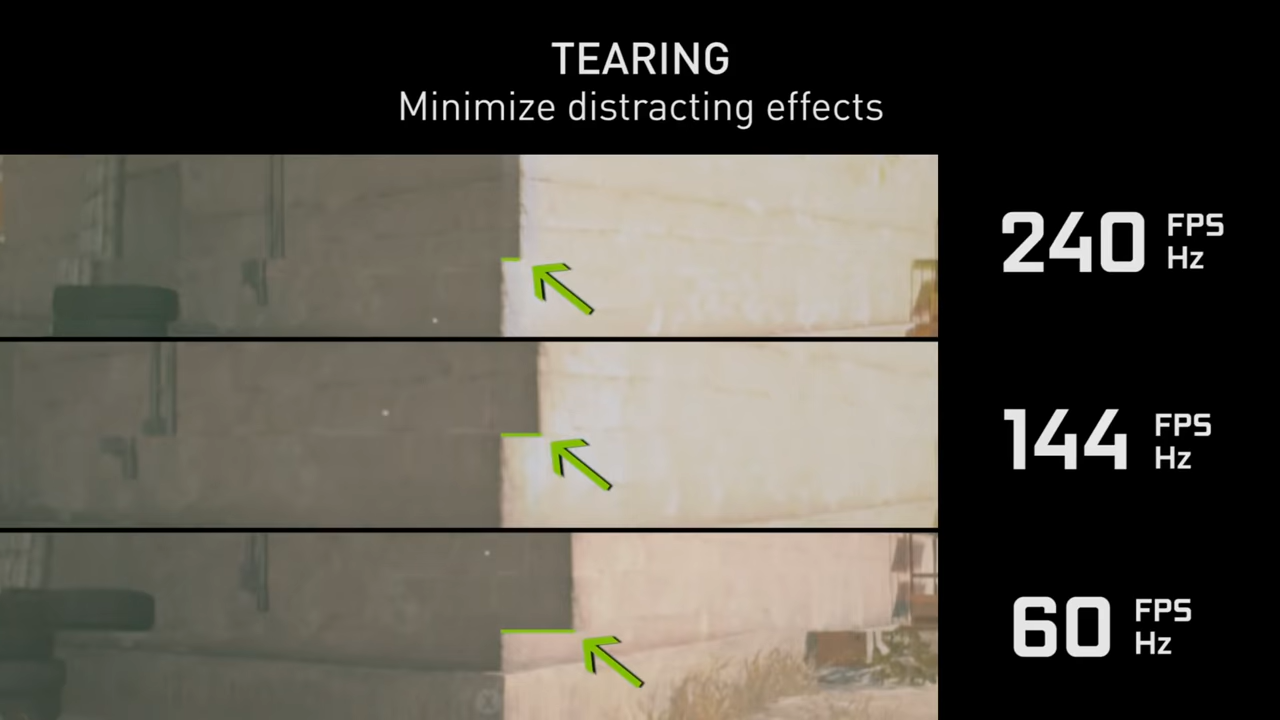 TEARING
Minimize distracting effects
240 FPS
Hz
144 FPS
Hz
60 FPS
Hz